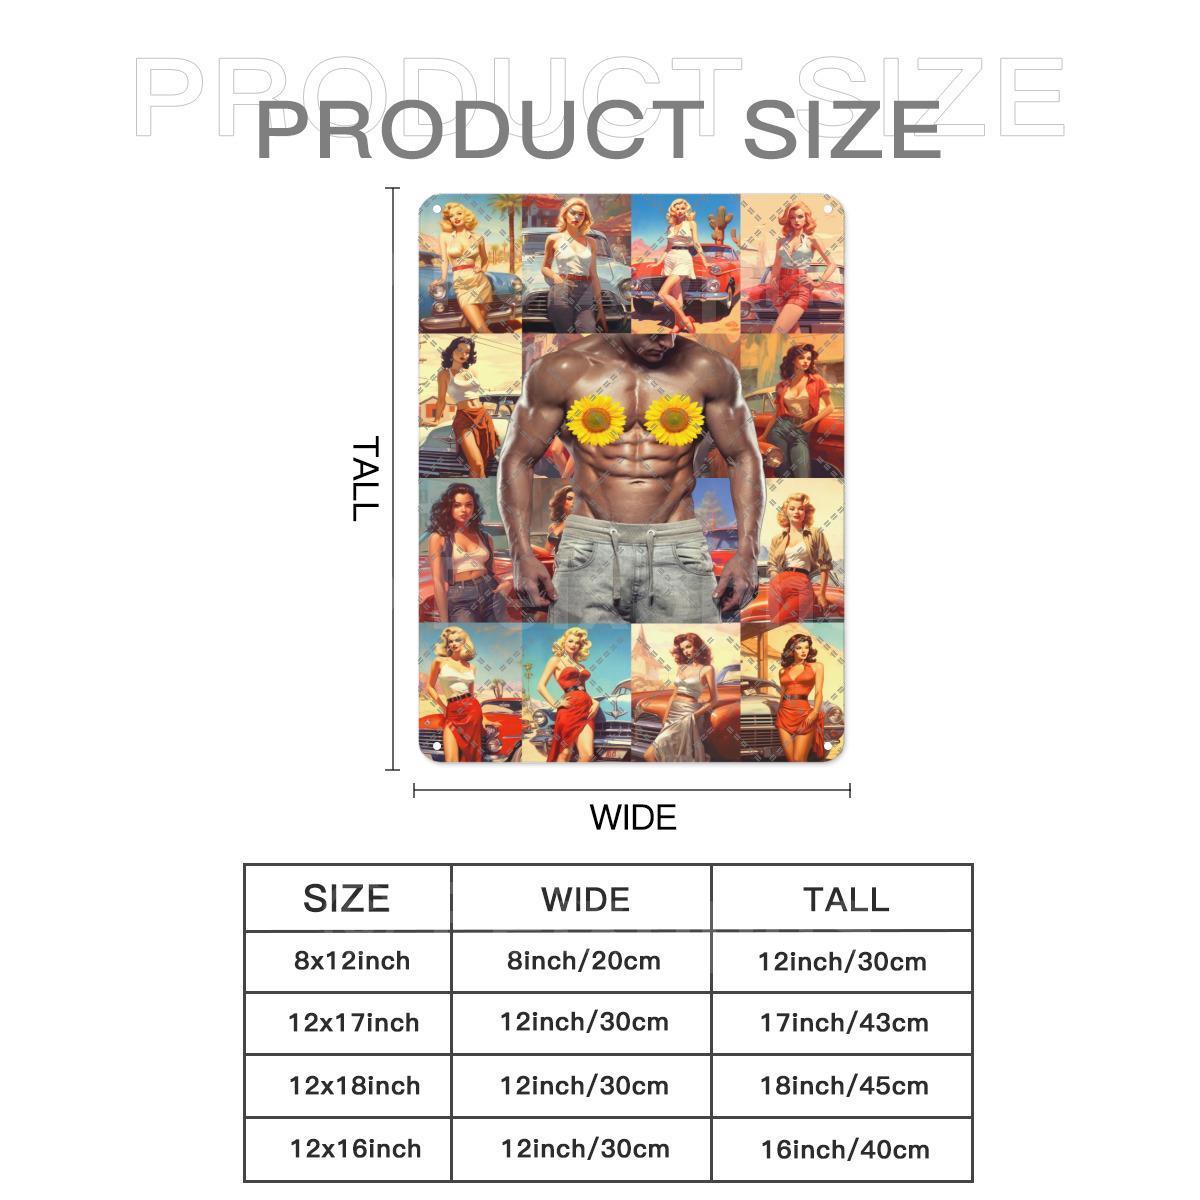 PRODUCT SIZE
PRODUCT SIZE
TALL
WIDE
SIZE WIDE TALL
8x12inch 8inch/20cm 12inch/30cm
12x17inch 12inch/30cm 17inch/43cm
12x18inch 12inch/30cm 18inch/45cm
12x16inch 12inch/30cm 16inch/40cm